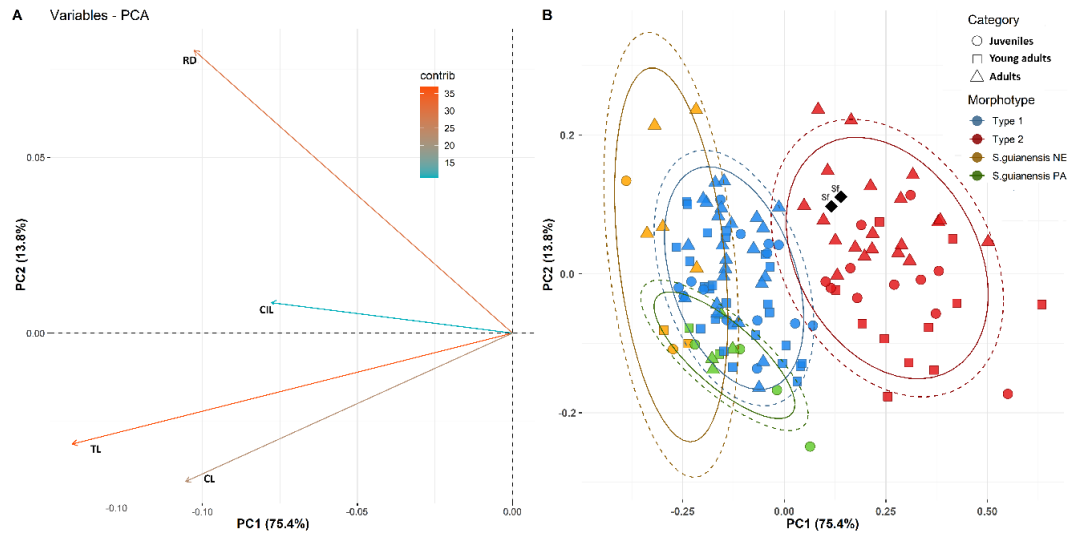 A
Variables - PCA
RD
contrib
35
30
25
20
15
CIL
TL
CL
0.05
0.00
PC2 (13.8%)
-0.10
-0.10
-0.05
0.00
PC1 (75.4%)
B
Category
Juveniles
Young adults
Adults
Morphotype
Type 1
Type 2
S.guianensis NE
S.guianensis PA
Sf
Sf
0.2
0.0
-0.2
PC2 (13.8%)
-0.25
0.00
0.25
0.50
PC1 (75.4%)